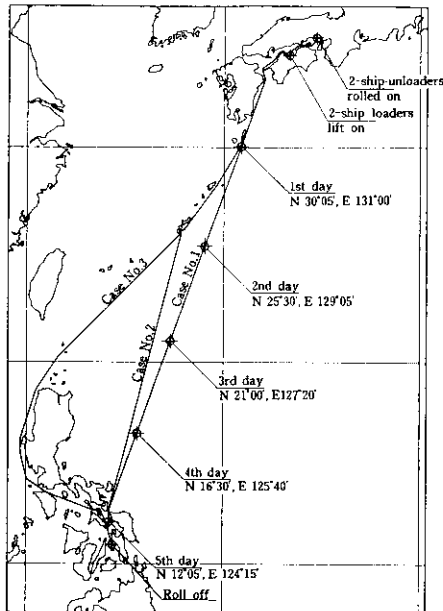 2-ship-unloaders
rolled on
2-ship loaders
lift on
1st day
N 30°05', E 131°00'
2nd day
N 25°30', E 129°05'
Case No.3
Case No.2
Case No.1
3rd day
N 21°00', E127°20'
4th day
N 16°30', E 125°40'
5th day
N 12°05', E 124°15'
Roll off